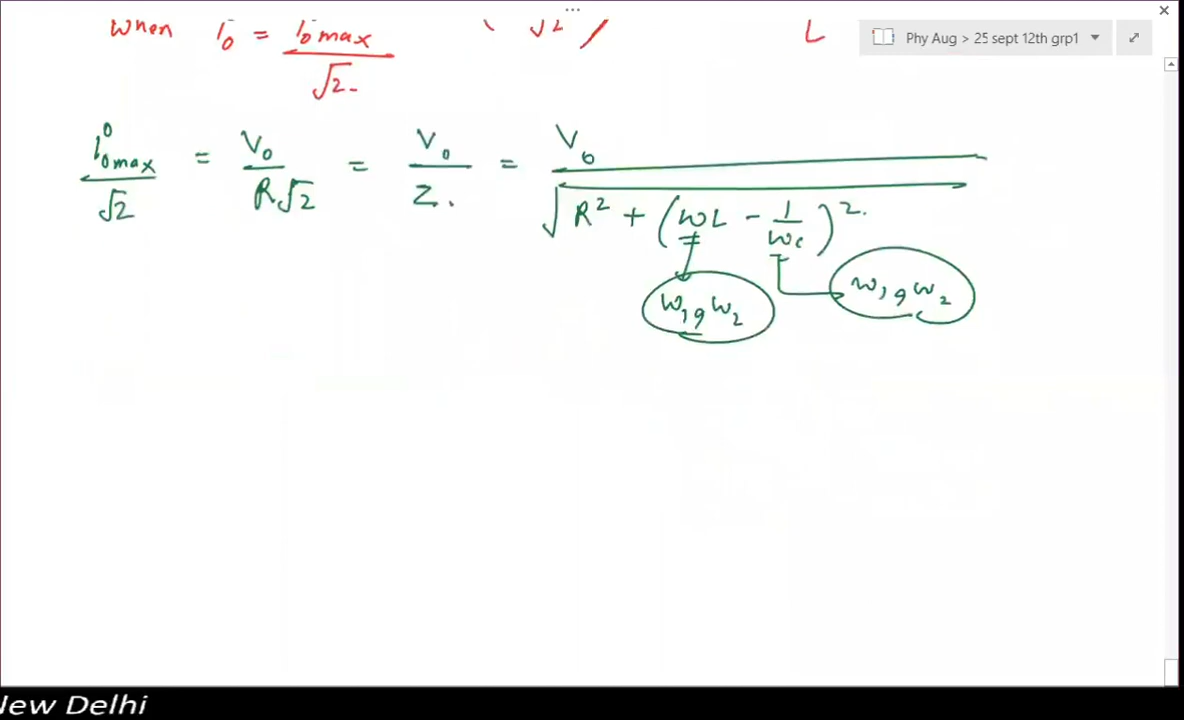 ...
Phy Aug > 25 sept 12th grp1
when i₀ = i₀max / √2
(√2) L
i₀max / √2 = V₀ / R√2 = V₀ / Z. = V₀ / √R² + (ωL - 1/ωc)².
ω₁, ω₂
ω₁, ω₂
New Delhi